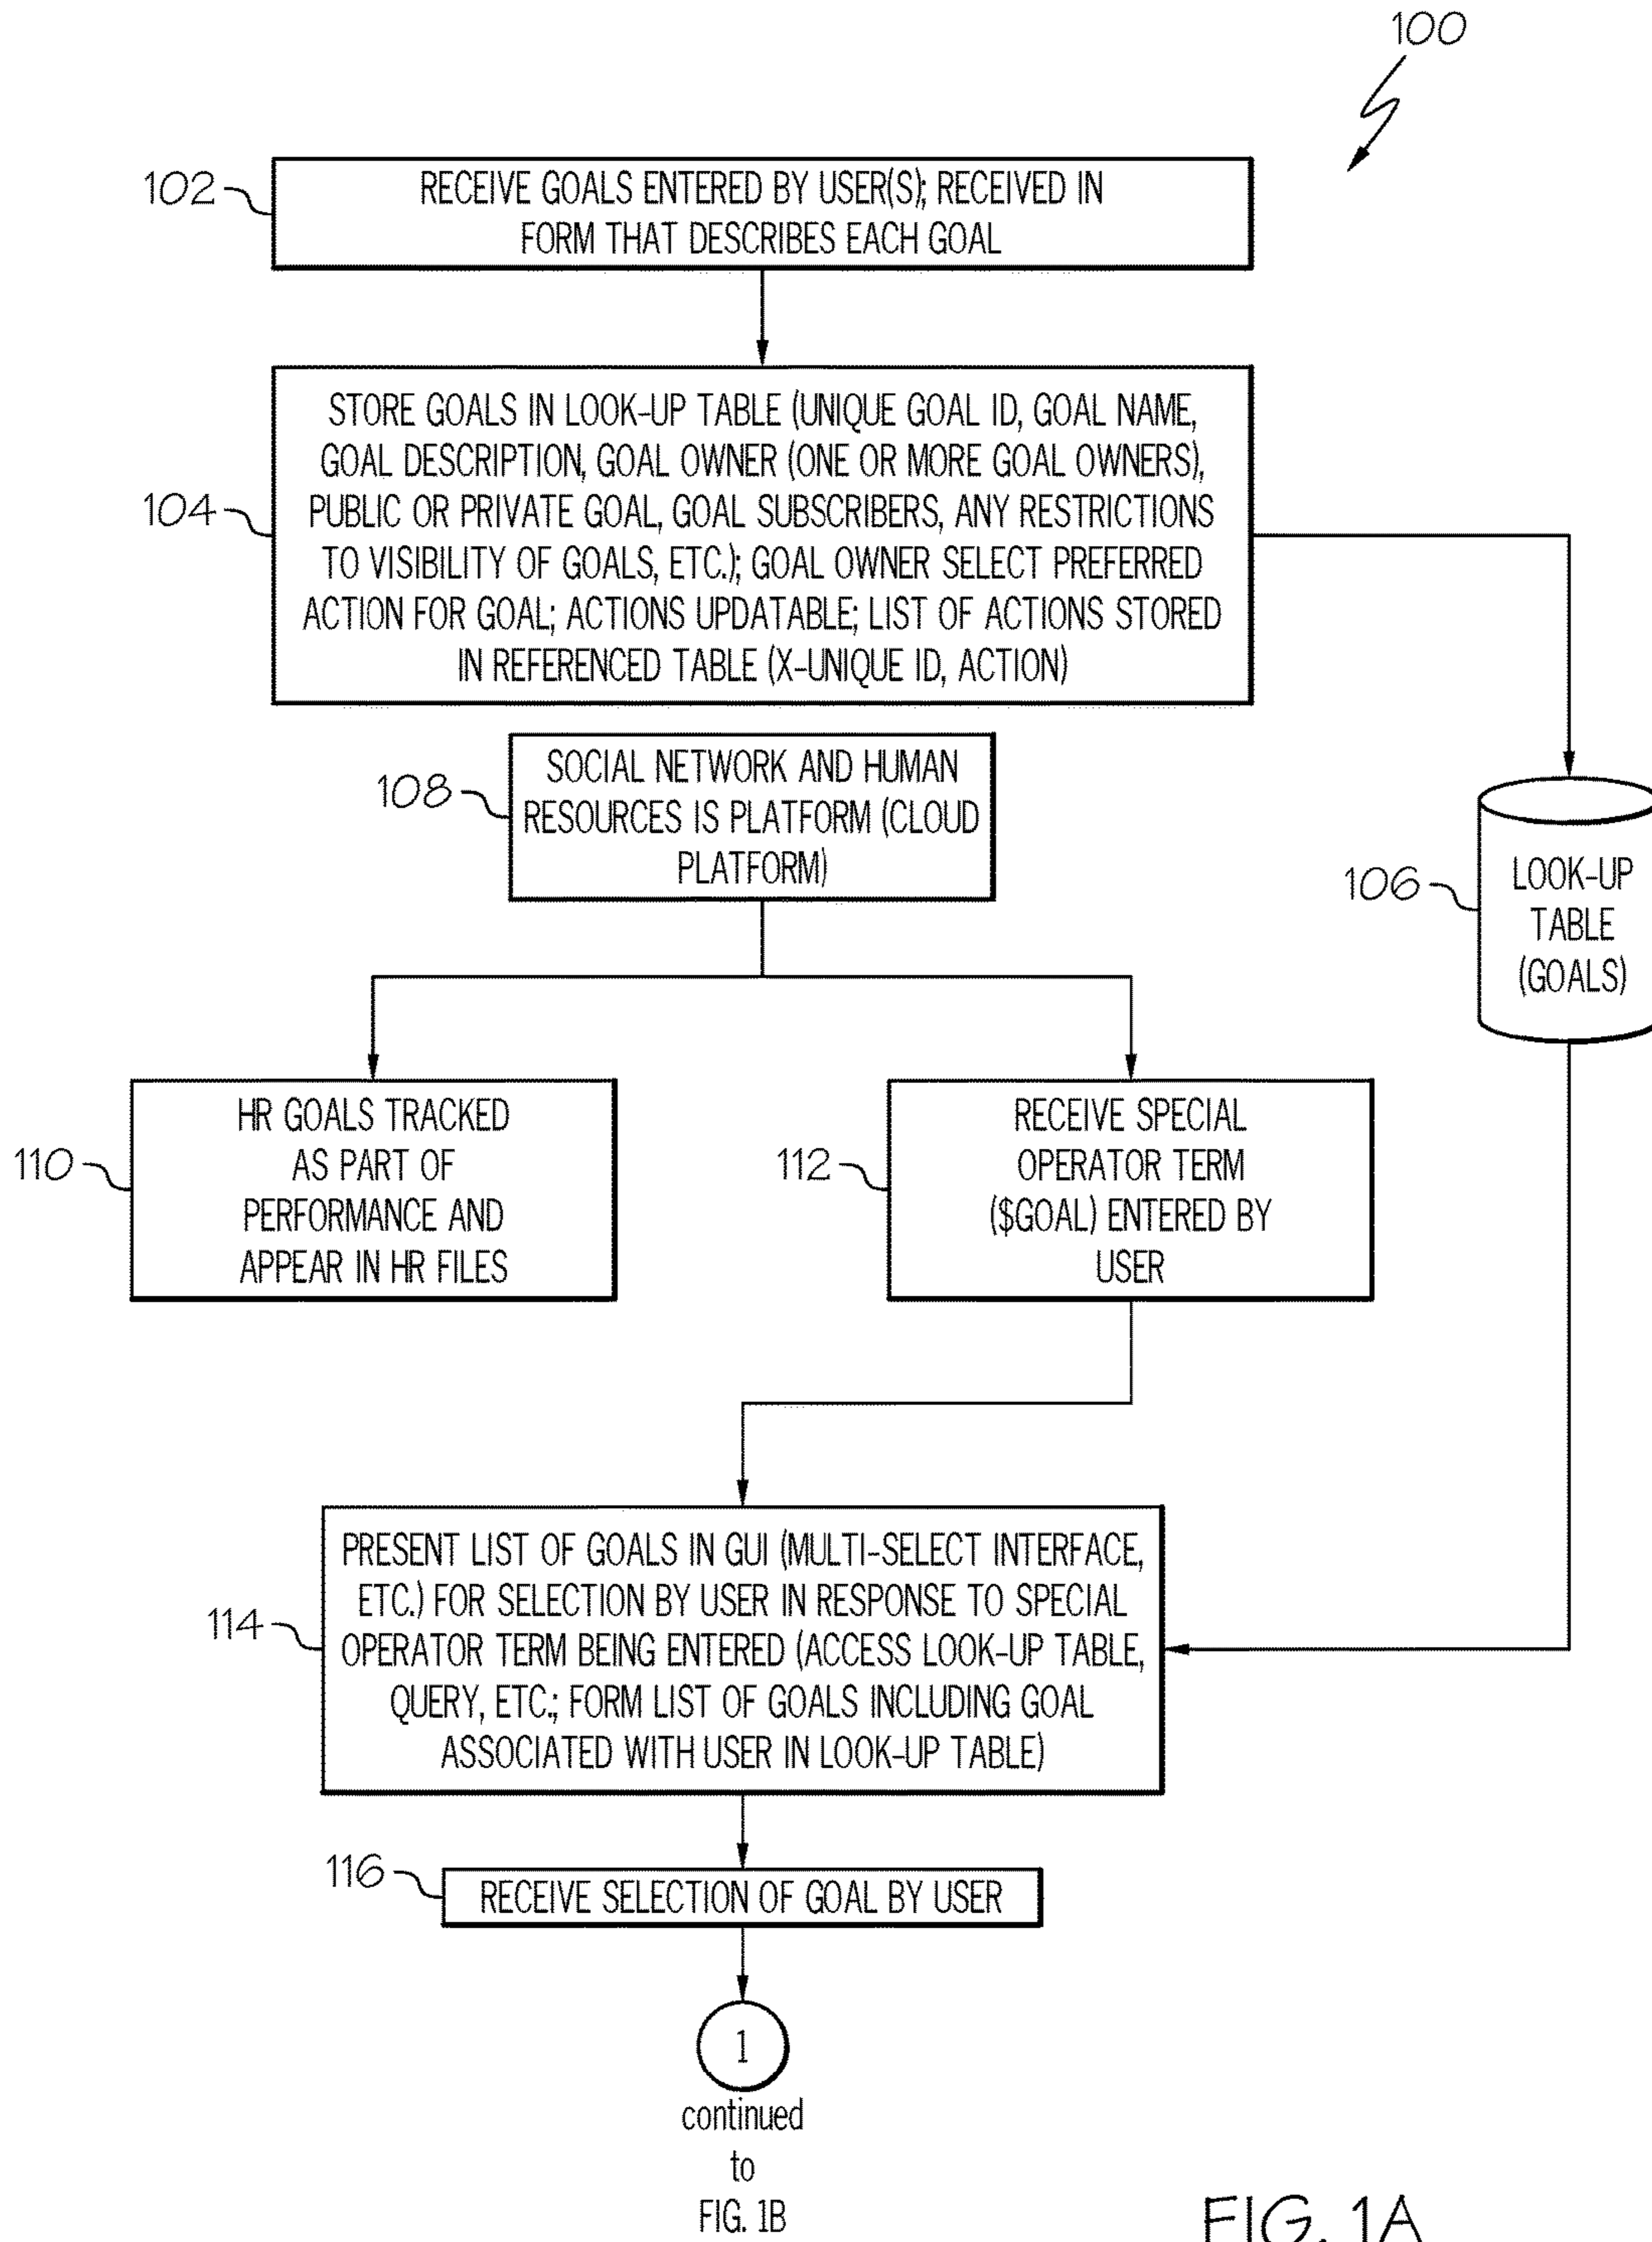 100
102
RECEIVE GOALS ENTERED BY USER(S); RECEIVED IN
FORM THAT DESCRIBES EACH GOAL
104
STORE GOALS IN LOOK-UP TABLE (UNIQUE GOAL ID, GOAL NAME,
GOAL DESCRIPTION, GOAL OWNER (ONE OR MORE GOAL OWNERS),
PUBLIC OR PRIVATE GOAL, GOAL SUBSCRIBERS, ANY RESTRICTIONS
TO VISIBILITY OF GOALS, ETC.); GOAL OWNER SELECT PREFERRED
ACTION FOR GOAL; ACTIONS UPDATABLE; LIST OF ACTIONS STORED
IN REFERENCED TABLE (X-UNIQUE ID, ACTION)
108
SOCIAL NETWORK AND HUMAN
RESOURCES IS PLATFORM (CLOUD
PLATFORM)
106
LOOK-UP
TABLE
(GOALS)
110
HR GOALS TRACKED
AS PART OF
PERFORMANCE AND
APPEAR IN HR FILES
112
RECEIVE SPECIAL
OPERATOR TERM
($GOAL) ENTERED BY
USER
114
PRESENT LIST OF GOALS IN GUI (MULTI-SELECT INTERFACE,
ETC.) FOR SELECTION BY USER IN RESPONSE TO SPECIAL
OPERATOR TERM BEING ENTERED (ACCESS LOOK-UP TABLE,
QUERY, ETC.; FORM LIST OF GOALS INCLUDING GOAL
ASSOCIATED WITH USER IN LOOK-UP TABLE)
116
RECEIVE SELECTION OF GOAL BY USER
1
continued
to
FIG. 1B
FIG. 1A